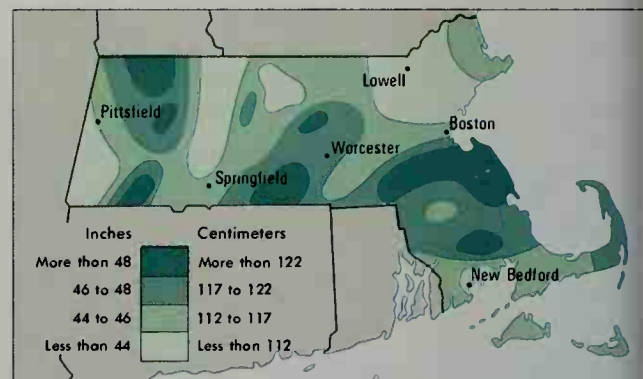 Lowell
Pittsfield
Boston
Worcester
Springfield
Inches Centimeters
More than 48 More than 122
46 to 48 117 to 122
44 to 46 112 to 117
Less than 44 Less than 112
New Bedford